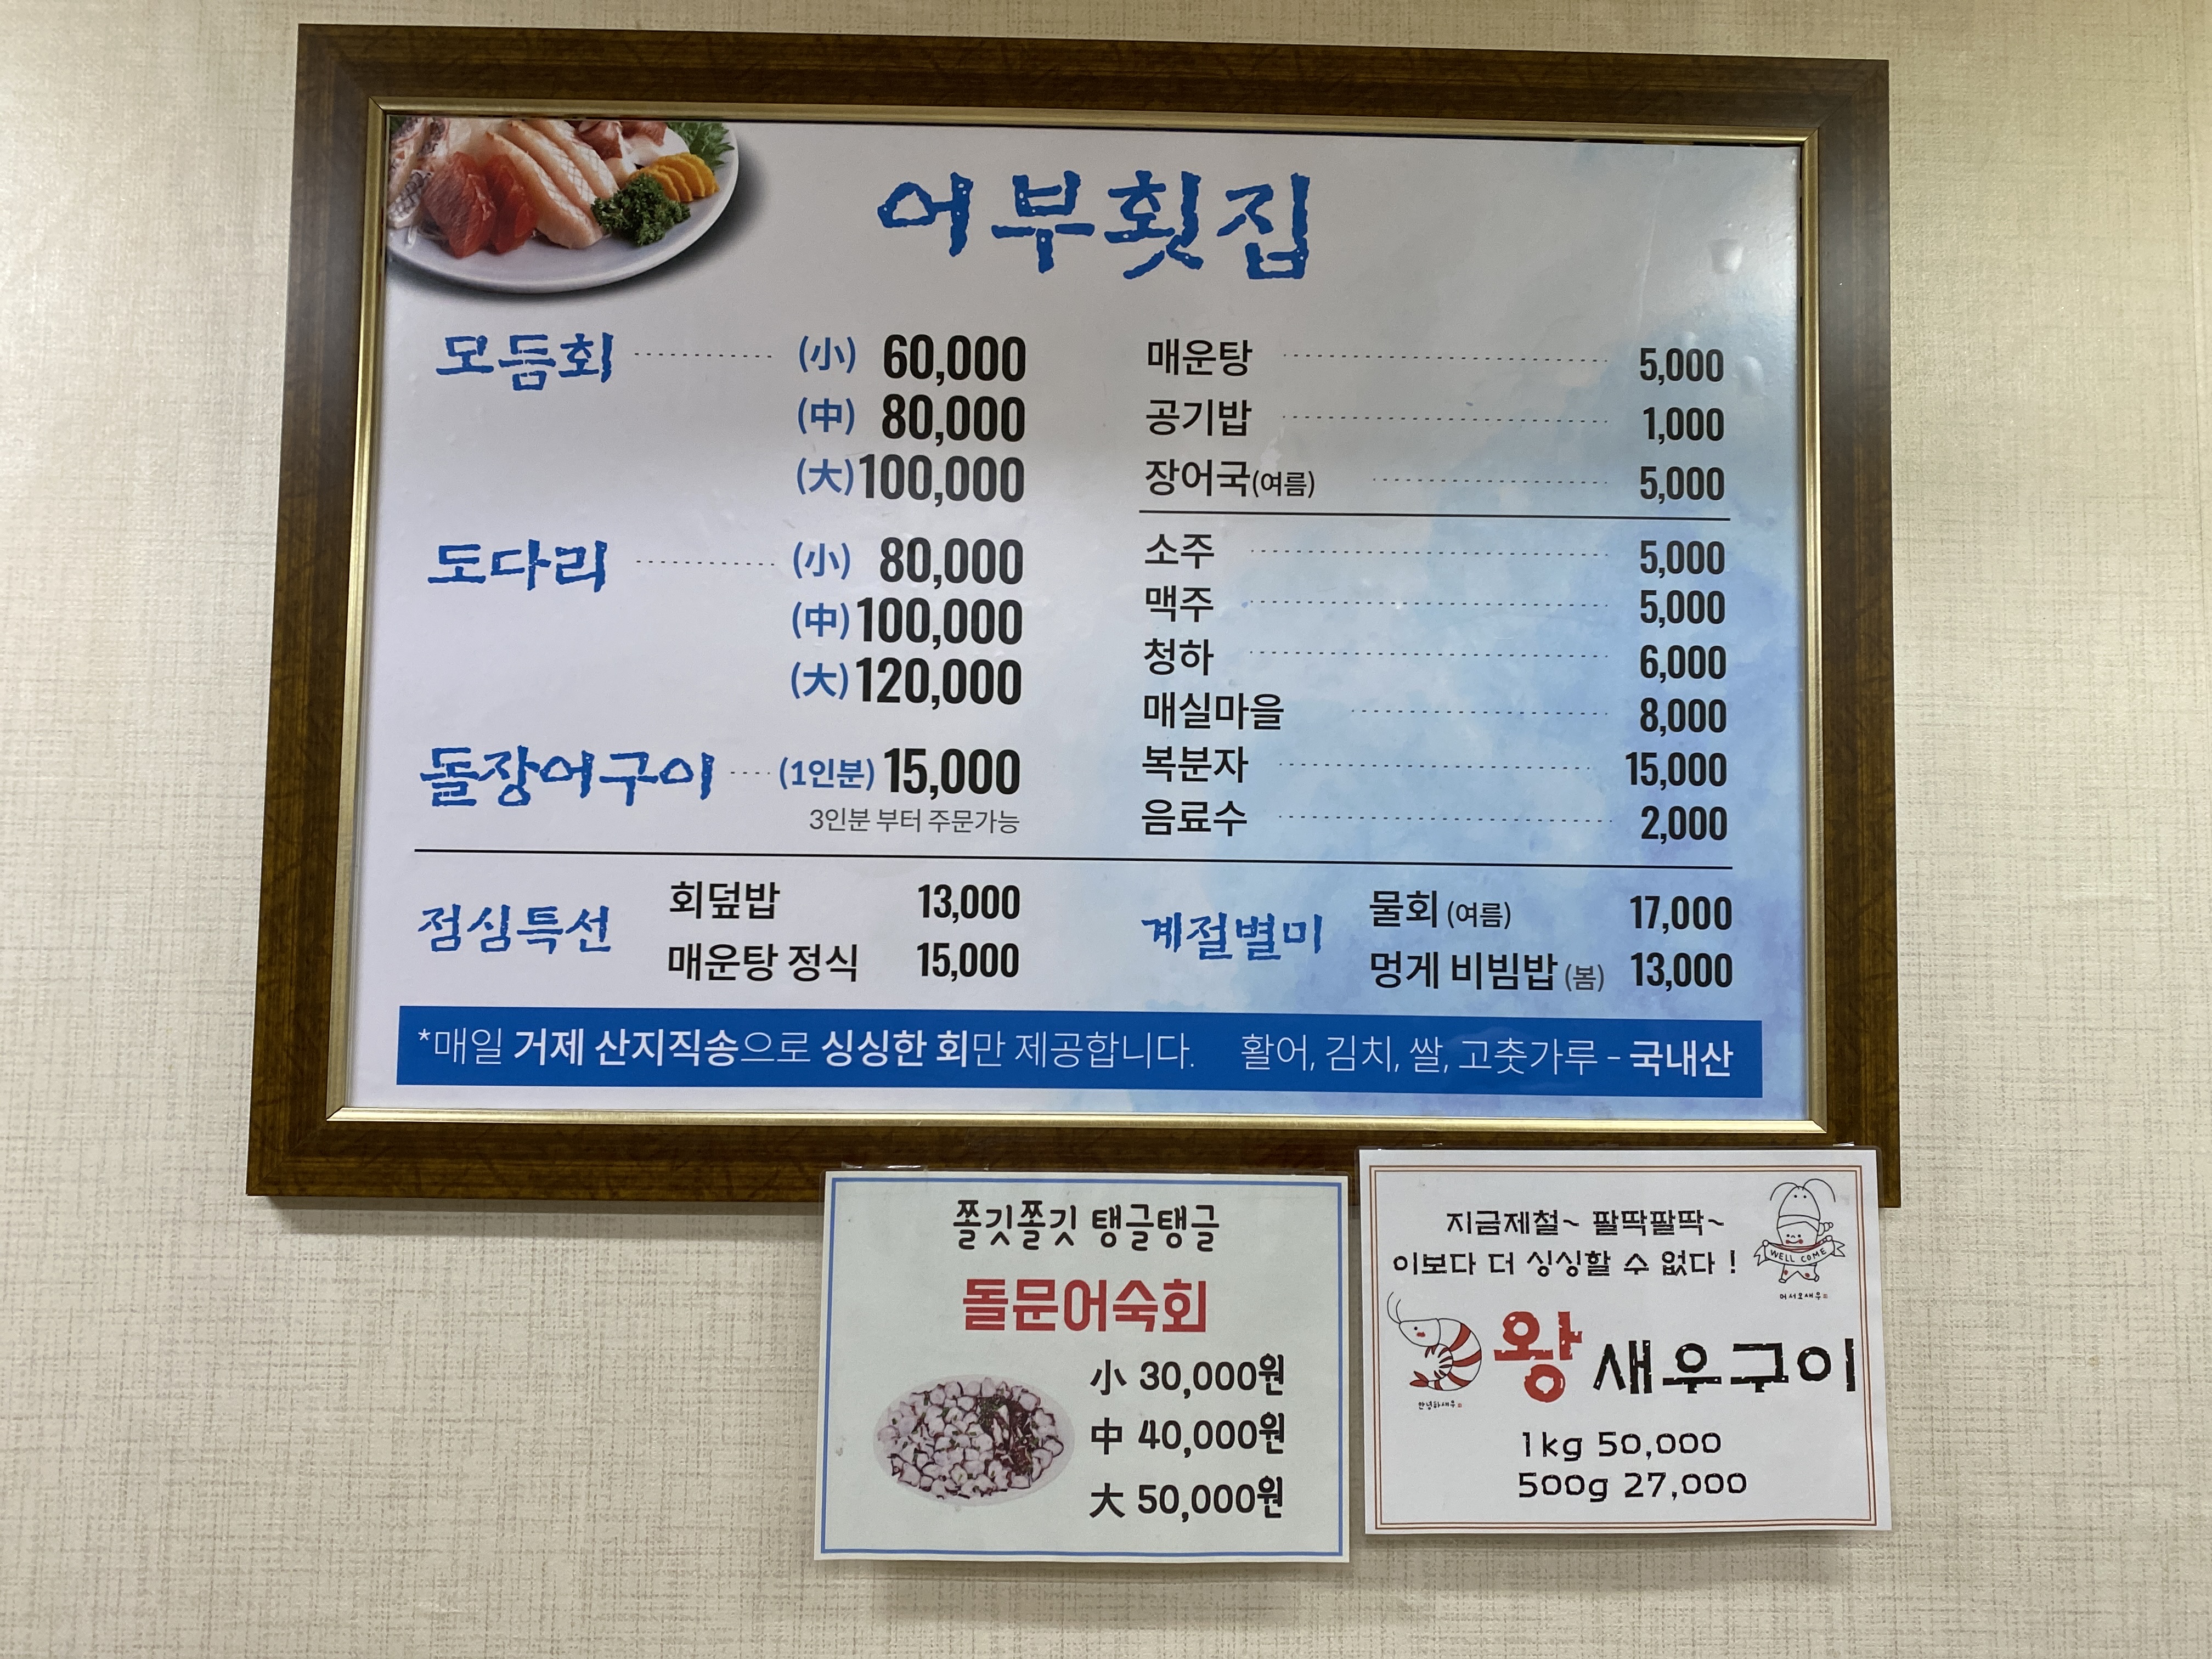 어부횟집
모듬회 (小) 60,000
(中) 80,000
(大) 100,000
도다리 (小) 80,000
(中) 100,000
(大) 120,000
돌장어구이 (1인분) 15,000
3인분 부터 주문가능
매운탕 5,000
공기밥 1,000
장어국(여름) 5,000
소주 5,000
맥주 5,000
청하 6,000
매실마을 8,000
복분자 15,000
음료수 2,000
점심특선
회덮밥 13,000
매운탕 정식 15,000
계절별미
물회 (여름) 17,000
멍게 비빔밥 (봄) 13,000
*매일 거제 산지직송으로 싱싱한 회만 제공합니다. 활어, 김치, 쌀, 고춧가루 - 국내산
쫄깃쫄깃 탱글탱글
돌문어숙회
小 30,000원
中 40,000원
大 50,000원
지금제철~ 팔딱팔딱~
이보다 더 싱싱할 수 없다 !
WELL COME
머서오새우
왕 새우구이
안녕하새우
1kg 50,000
500g 27,000